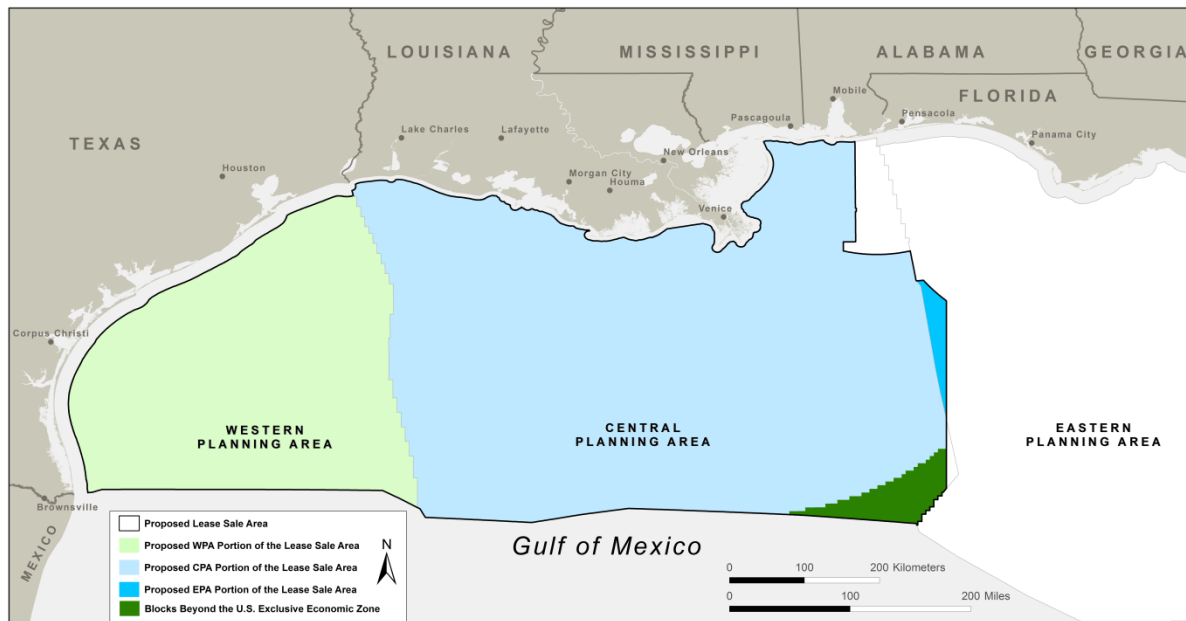 LOUISIANA
MISSISSIPPI
ALABAMA
GEORGIA
FLORIDA
TEXAS
Mobile
Pascagoula
Pensacola
Panama City
Lake Charles
Lafayette
New Orleans
Houston
Morgan City
Houma
Venice
Corpus Christi
WESTERN
PLANNING AREA
CENTRAL
PLANNING AREA
EASTERN
PLANNING AREA
Brownsville
MEXICO
Gulf of Mexico
Proposed Lease Sale Area
Proposed WPA Portion of the Lease Sale Area
Proposed CPA Portion of the Lease Sale Area
Proposed EPA Portion of the Lease Sale Area
Blocks Beyond the U.S. Exclusive Economic Zone
N
0 100 200 Kilometers
0 100 200 Miles